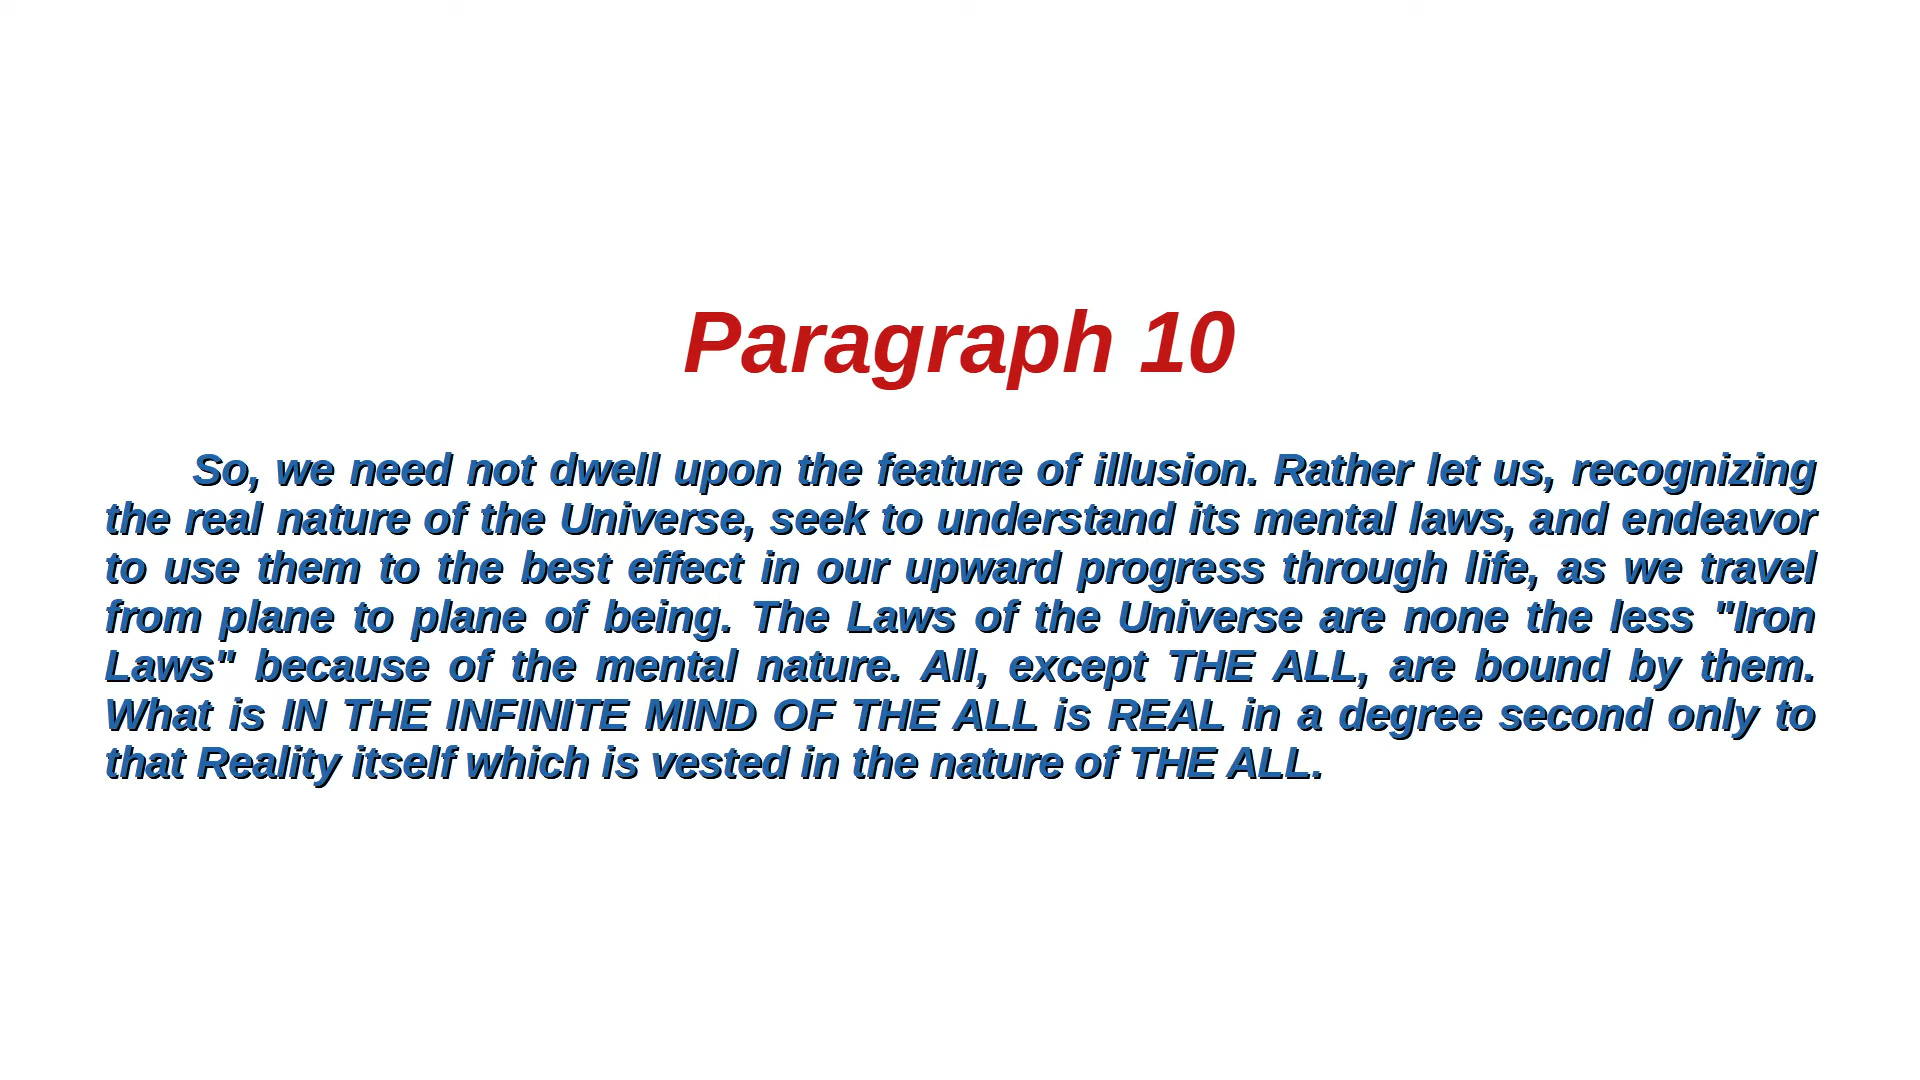 Paragraph 10
So, we need not dwell upon the feature of illusion. Rather let us, recognizing
the real nature of the Universe, seek to understand its mental laws, and endeavor
to use them to the best effect in our upward progress through life, as we travel
from plane to plane of being. The Laws of the Universe are none the less "Iron
Laws" because of the mental nature. All, except THE ALL, are bound by them.
What is IN THE INFINITE MIND OF THE ALL is REAL in a degree second only to
that Reality itself which is vested in the nature of THE ALL.